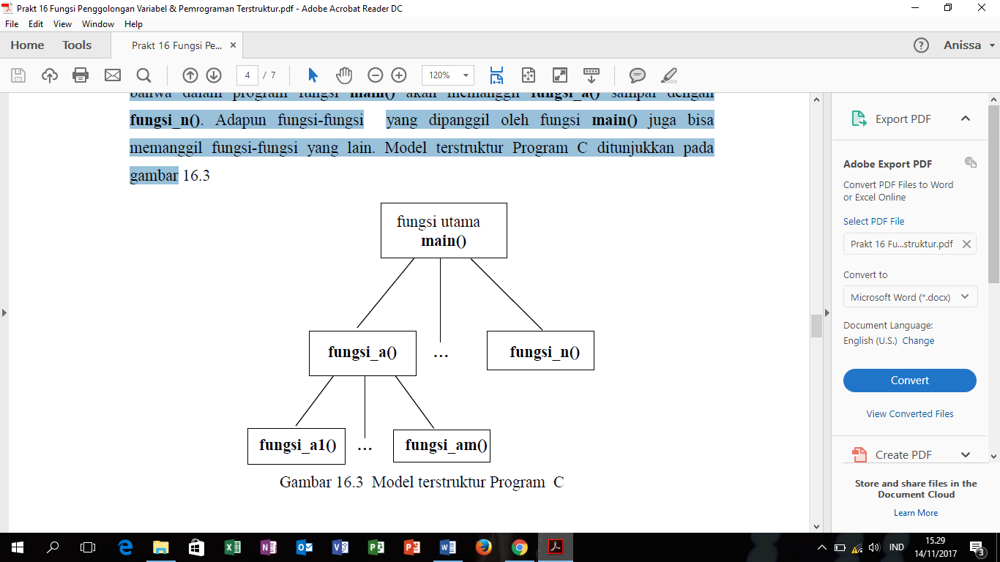 Prakt 16 Fungsi Penggolongan Variabel & Pemrograman Terstruktur.pdf - Adobe Acrobat Reader DC
File Edit View Window Help
Home Tools Prakt 16 Fungsi Pe... × ? Anissa
4 / 7 120%
bahwa dalam program fungsi main() akan memanggil fungsi_a() sampai dengan
fungsi_n(). Adapun fungsi-fungsi yang dipanggil oleh fungsi main() juga bisa
memanggil fungsi-fungsi yang lain. Model terstruktur Program C ditunjukkan pada
gambar 16.3
fungsi utama
main()
fungsi_a() ... fungsi_n()
fungsi_a1() ... fungsi_am()
Gambar 16.3 Model terstruktur Program C
Export PDF
Adobe Export PDF
Convert PDF Files to Word
or Excel Online
Select PDF File
Prakt 16 Fu...struktur.pdf
Convert to
Microsoft Word (*.docx)
Document Language:
English (U.S.) Change
Convert
View Converted Files
Create PDF
Store and share files in the
Document Cloud
Learn More
IND
15.29
14/11/2017
3